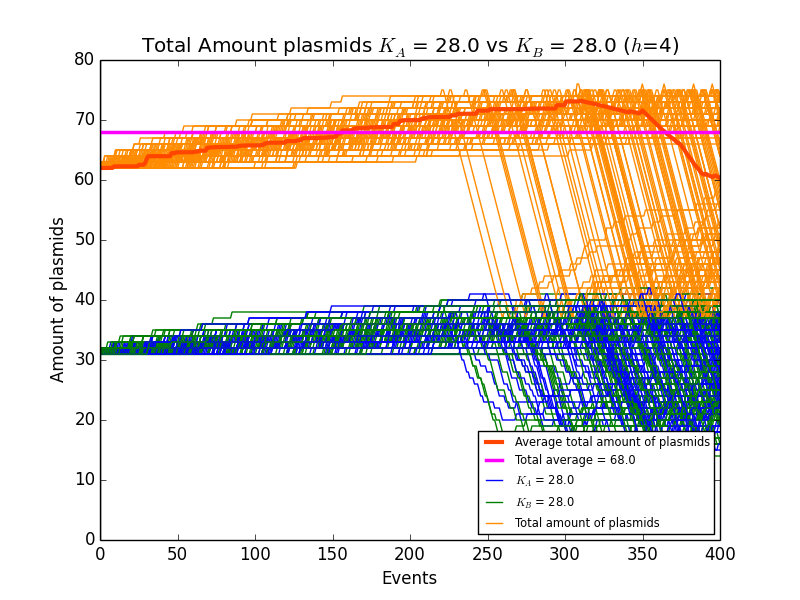 Total Amount plasmids K_A = 28.0 vs K_B = 28.0 (h=4)
80
70
60
50
40
30
20
10
0
Amount of plasmids
Average total amount of plasmids
Total average = 68.0
K_A = 28.0
K_B = 28.0
Total amount of plasmids
0 50 100 150 200 250 300 350 400
Events